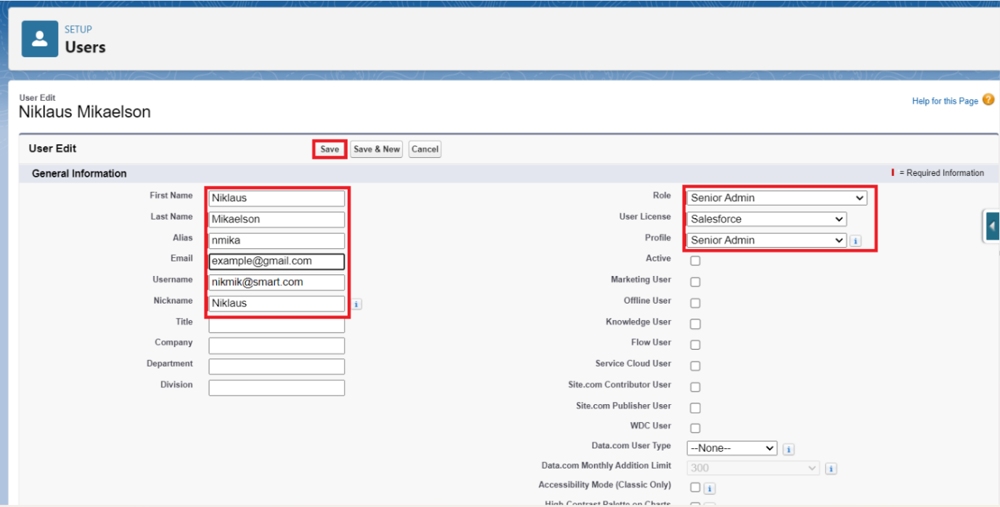 SETUP
Users
User Edit
Niklaus Mikaelson
Help for this Page ?
User Edit
Save
Save & New
Cancel
General Information
= Required Information
First Name
Niklaus
Last Name
Mikaelson
Alias
nmika
Email
example@gmail.com
Username
nikmik@smart.com
Nickname
Niklaus
i
Title
Company
Department
Division
Role
Senior Admin
User License
Salesforce
Profile
Senior Admin
i
Active
Marketing User
Offline User
Knowledge User
Flow User
Service Cloud User
Site.com Contributor User
Site.com Publisher User
WDC User
Data.com User Type
--None--
i
Data.com Monthly Addition Limit
300
i
Accessibility Mode (Classic Only)
i
High Contrast Palette on Charts